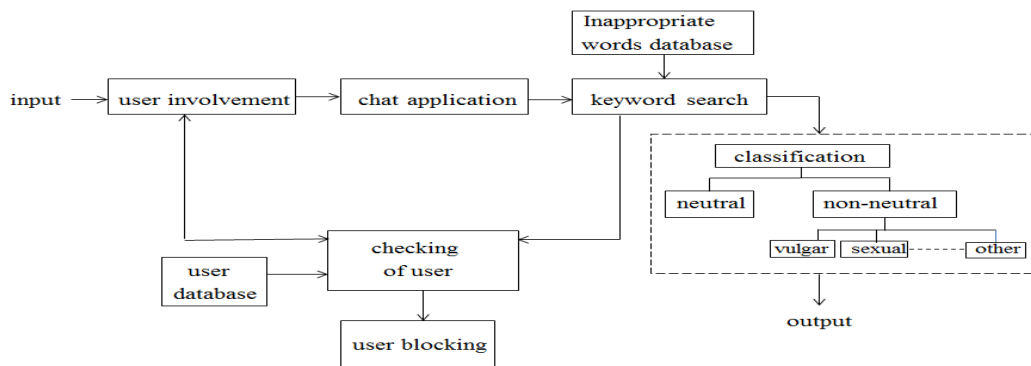 Inappropriate
words database
input
user involvement
chat application
keyword search
classification
neutral
non-neutral
vulgar
sexual
other
checking
of user
user
database
output
user blocking